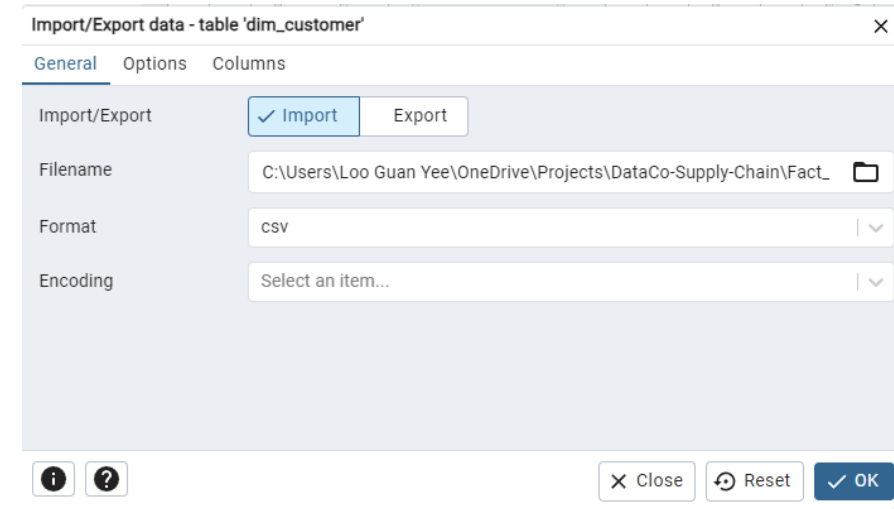 Import/Export data - table 'dim_customer'
General Options Columns
Import/Export Import Export
Filename C:\Users\Loo Guan Yee\OneDrive\Projects\DataCo-Supply-Chain\Fact_
Format csv
Encoding Select an item...
Close Reset OK